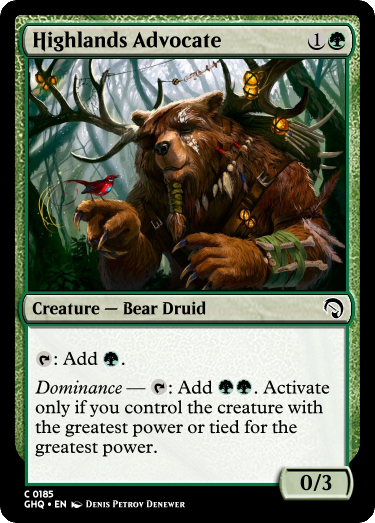 Highlands Advocate 1
Creature — Bear Druid
: Add .
Dominance — : Add . Activate
only if you control the creature with
the greatest power or tied for the
greatest power.
0/3
C 0185
GHQ • EN Denis Petrov Denewer